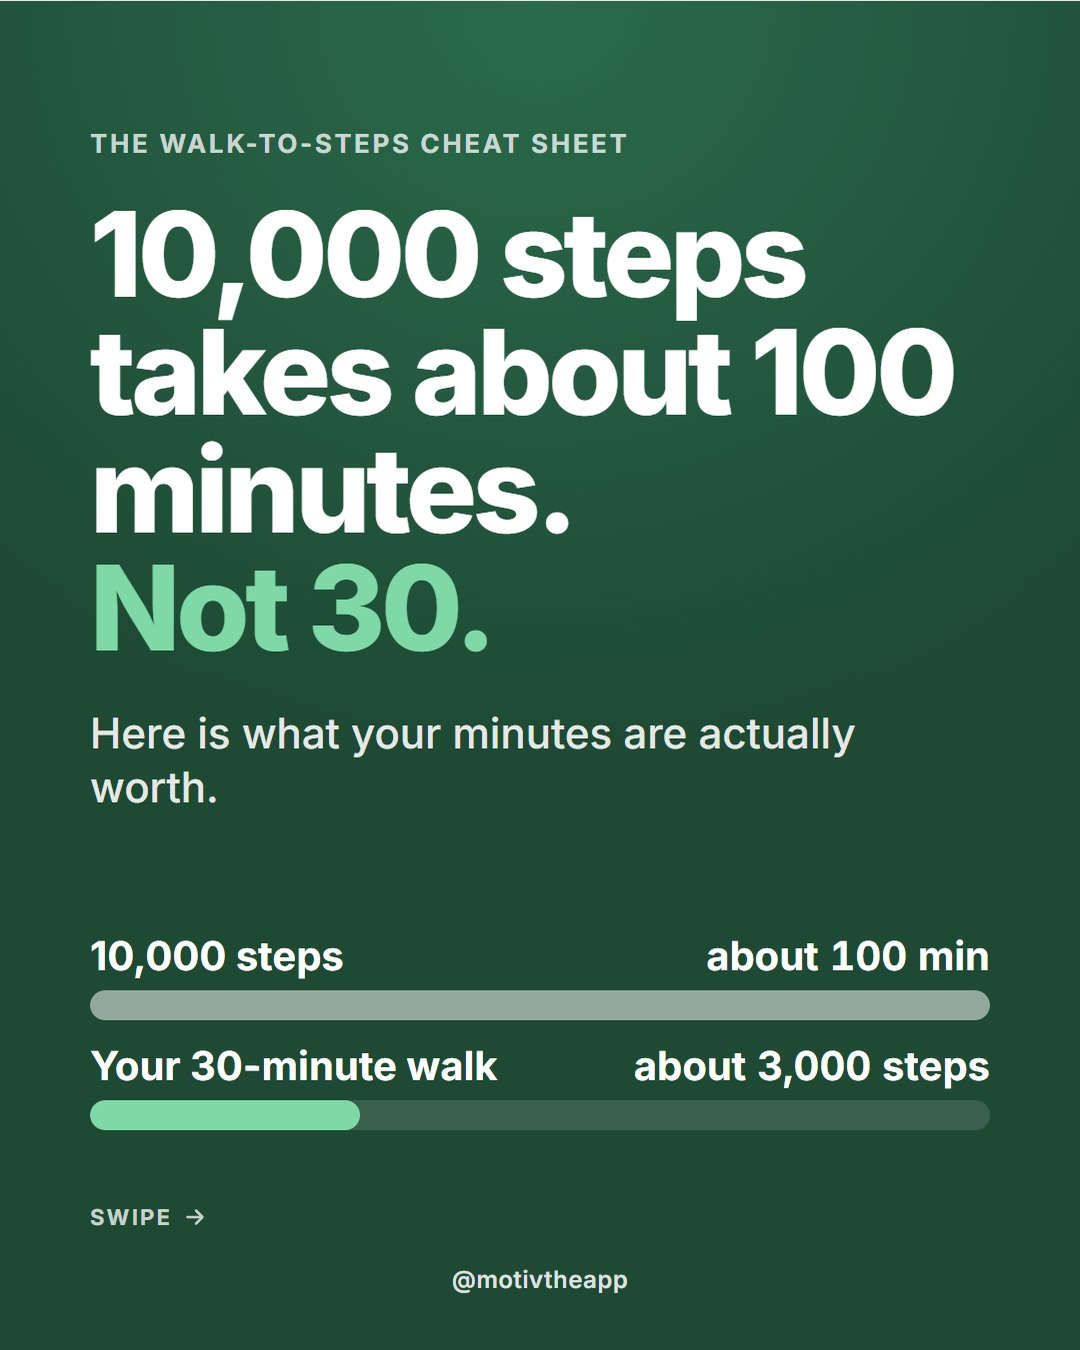 THE WALK-TO-STEPS CHEAT SHEET
10,000 steps
takes about 100
minutes.
Not 30.
Here is what your minutes are actually
worth.
10,000 steps about 100 min
Your 30-minute walk about 3,000 steps
SWIPE →
@motivtheapp